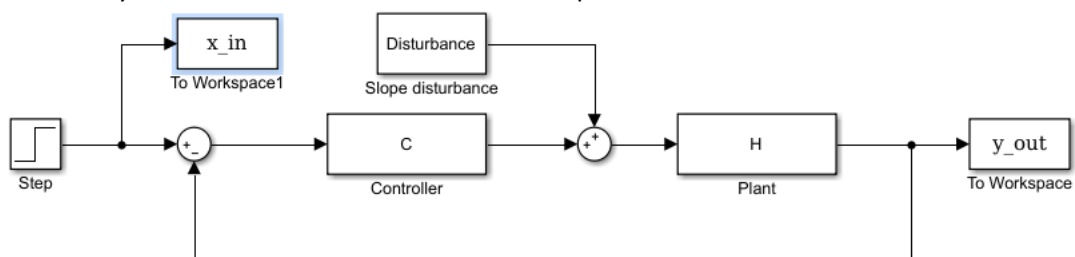 x_in
To Workspace1
Disturbance
Slope disturbance
Step
+
_
C
Controller
+
+
H
Plant
y_out
To Workspace